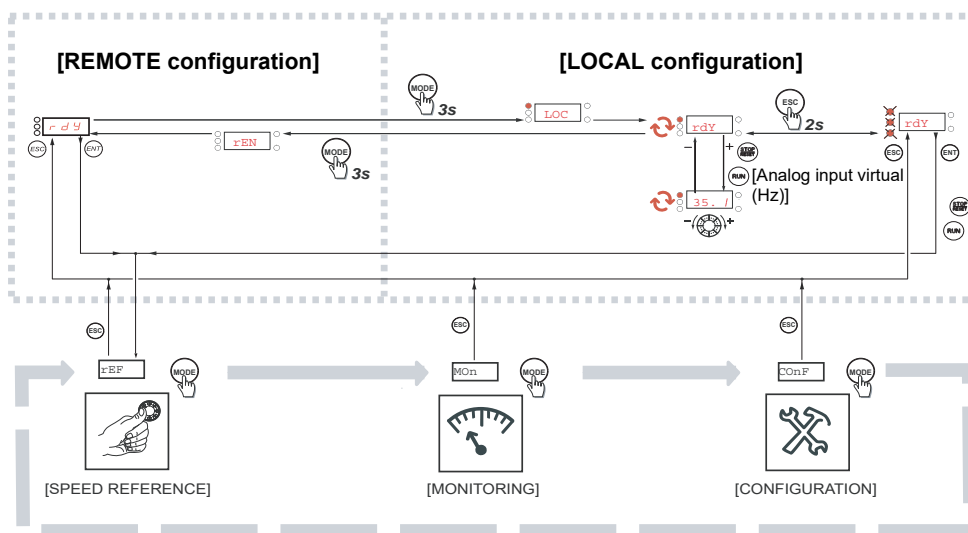 [REMOTE configuration]
[LOCAL configuration]
MODE
3s
LOC
ESC
2s
rdY
rdY
rdY
rEN
MODE
3s
ESC
ENT
STOP RESET
RUN
[Analog input virtual
(Hz)]
35.1
- +
- +
ESC
ENT
STOP RESET
RUN
ESC
ESC
ESC
rEF
MODE
MOn
MODE
COnF
MODE
[SPEED REFERENCE]
[MONITORING]
[CONFIGURATION]